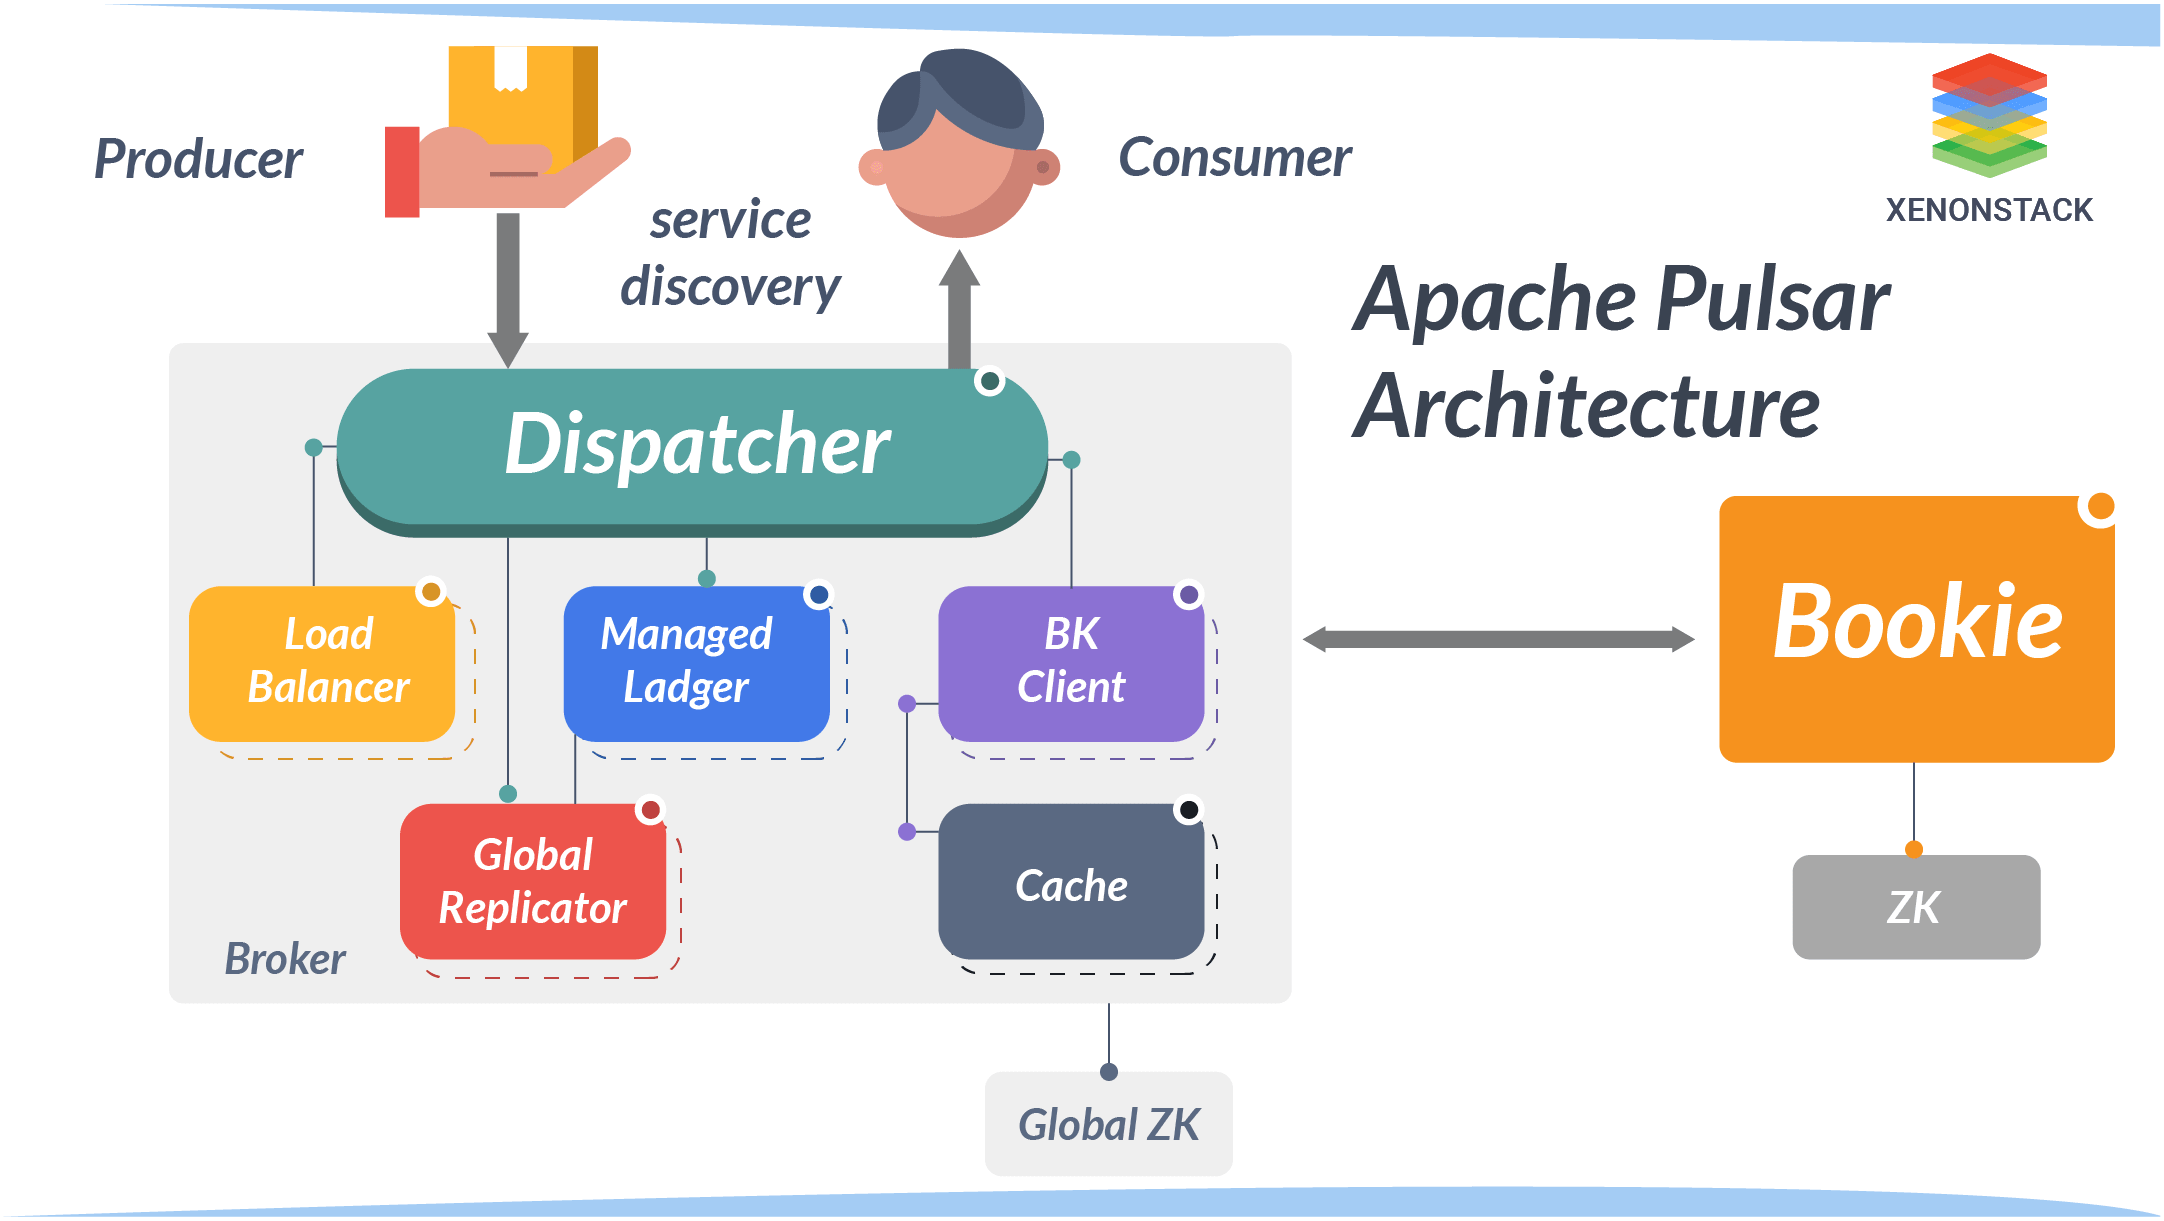 Producer
service
discovery
Consumer
XENONSTACK
Apache Pulsar
Architecture
Dispatcher
Load
Balancer
Managed
Ladger
BK
Client
Bookie
Global
Replicator
Cache
ZK
Broker
Global ZK